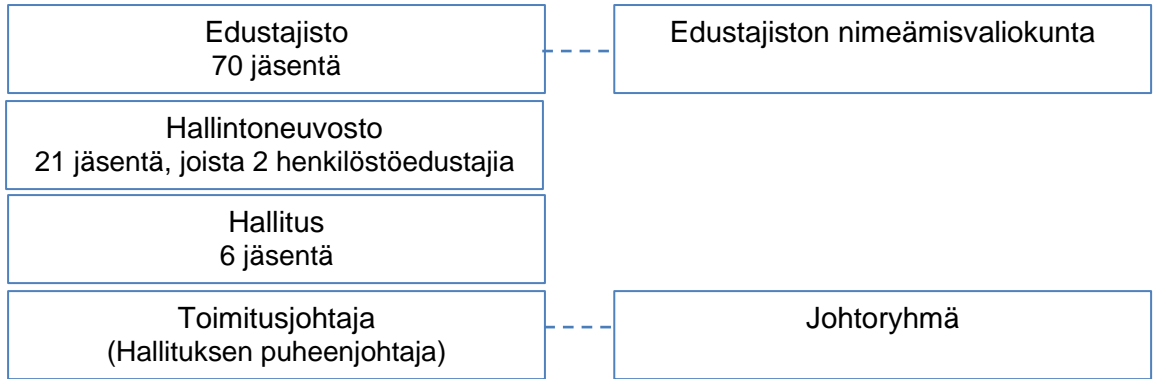 Edustajisto
70 jäsentä
Edustajiston nimeämisvaliokunta
Hallintoneuvosto
21 jäsentä, joista 2 henkilöstöedustajia
Hallitus
6 jäsentä
Toimitusjohtaja
(Hallituksen puheenjohtaja)
Johtoryhmä